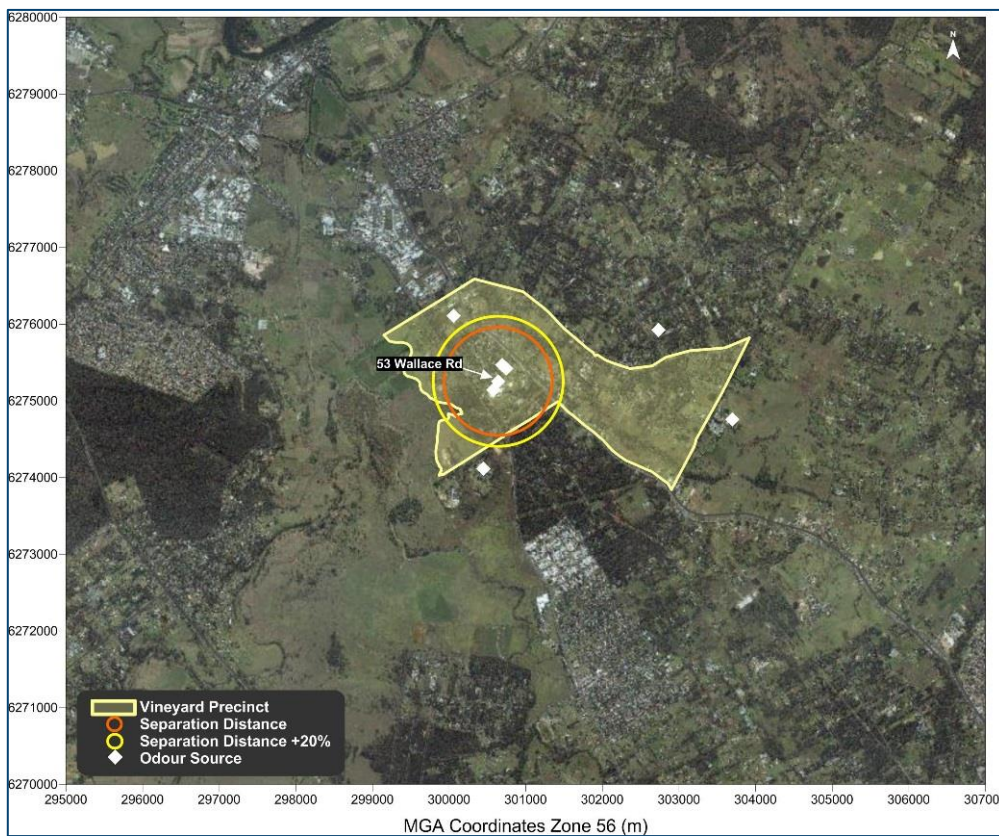 6280000
6279000
6278000
6277000
6276000
6275000
6274000
6273000
6272000
6271000
6270000
N
53 Wallace Rd
Vineyard Precinct
Separation Distance
Separation Distance +20%
Odour Source
295000 296000 297000 298000 299000 300000 301000 302000 303000 304000 305000 306000 3070
MGA Coordinates Zone 56 (m)